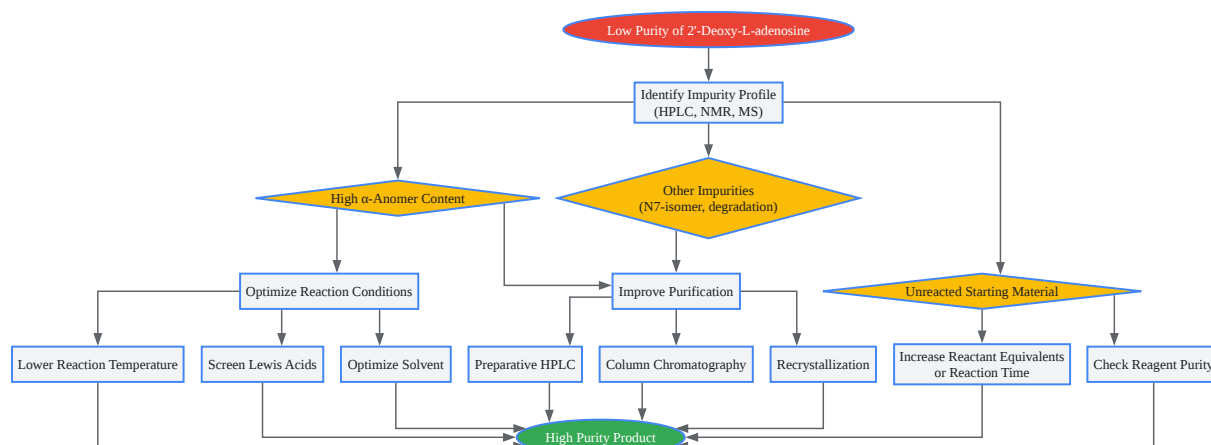 Low Purity of 2'-Deoxy-L-adenosine
Identify Impurity Profile
(HPLC, NMR, MS)
High α-Anomer Content
Other Impurities
(N7-isomer, degradation)
Optimize Reaction Conditions
Improve Purification
Unreacted Starting Material
Lower Reaction Temperature
Screen Lewis Acids
Optimize Solvent
Preparative HPLC
Column Chromatography
Recrystallization
Increase Reactant Equivalents
or Reaction Time
Check Reagent Purity
High Purity Product